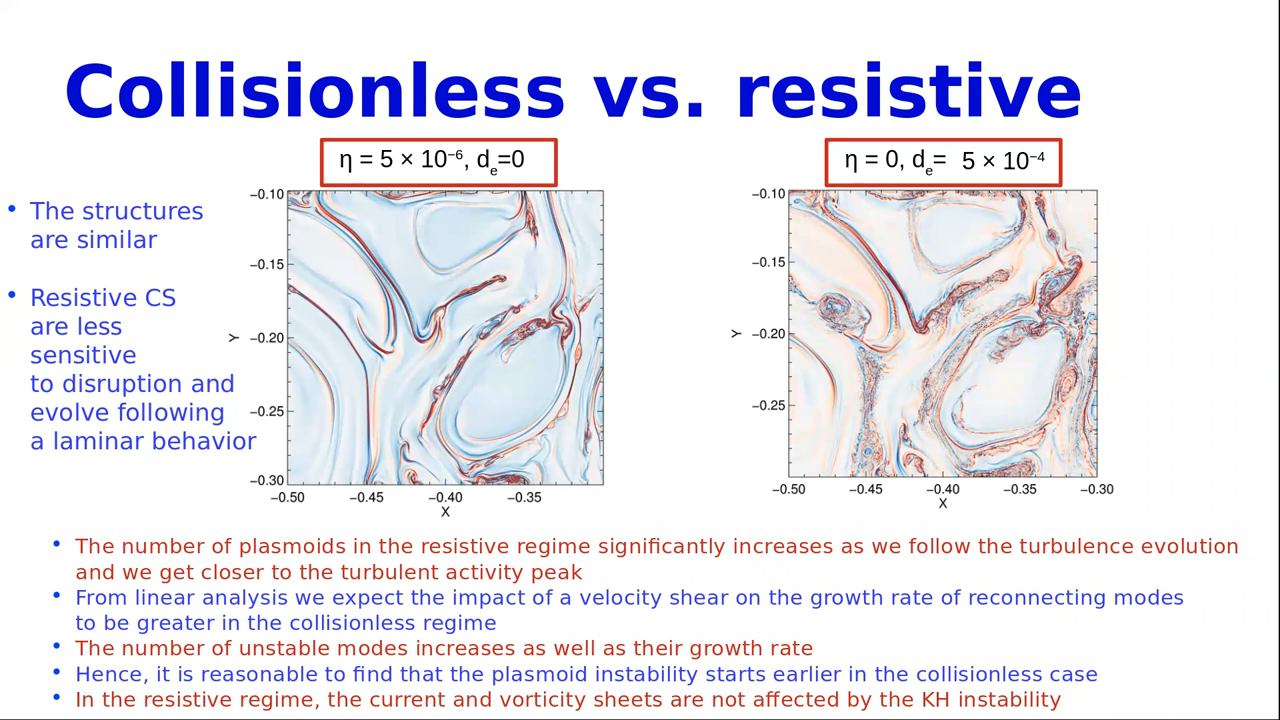 Collisionless vs. resistive
η = 5 × 10⁻⁶, dₑ=0
η = 0, dₑ= 5 × 10⁻⁴
• The structures
are similar
• Resistive CS
are less
sensitive
to disruption and
evolve following
a laminar behavior
−0.10
−0.15
−0.20
−0.25
−0.30
Y
−0.50
−0.45
−0.40
−0.35
X
−0.10
−0.15
−0.20
−0.25
Y
−0.50
−0.45
−0.40
−0.35
−0.30
X
• The number of plasmoids in the resistive regime significantly increases as we follow the turbulence evolution
and we get closer to the turbulent activity peak
• From linear analysis we expect the impact of a velocity shear on the growth rate of reconnecting modes
to be greater in the collisionless regime
• The number of unstable modes increases as well as their growth rate
• Hence, it is reasonable to find that the plasmoid instability starts earlier in the collisionless case
• In the resistive regime, the current and vorticity sheets are not affected by the KH instability